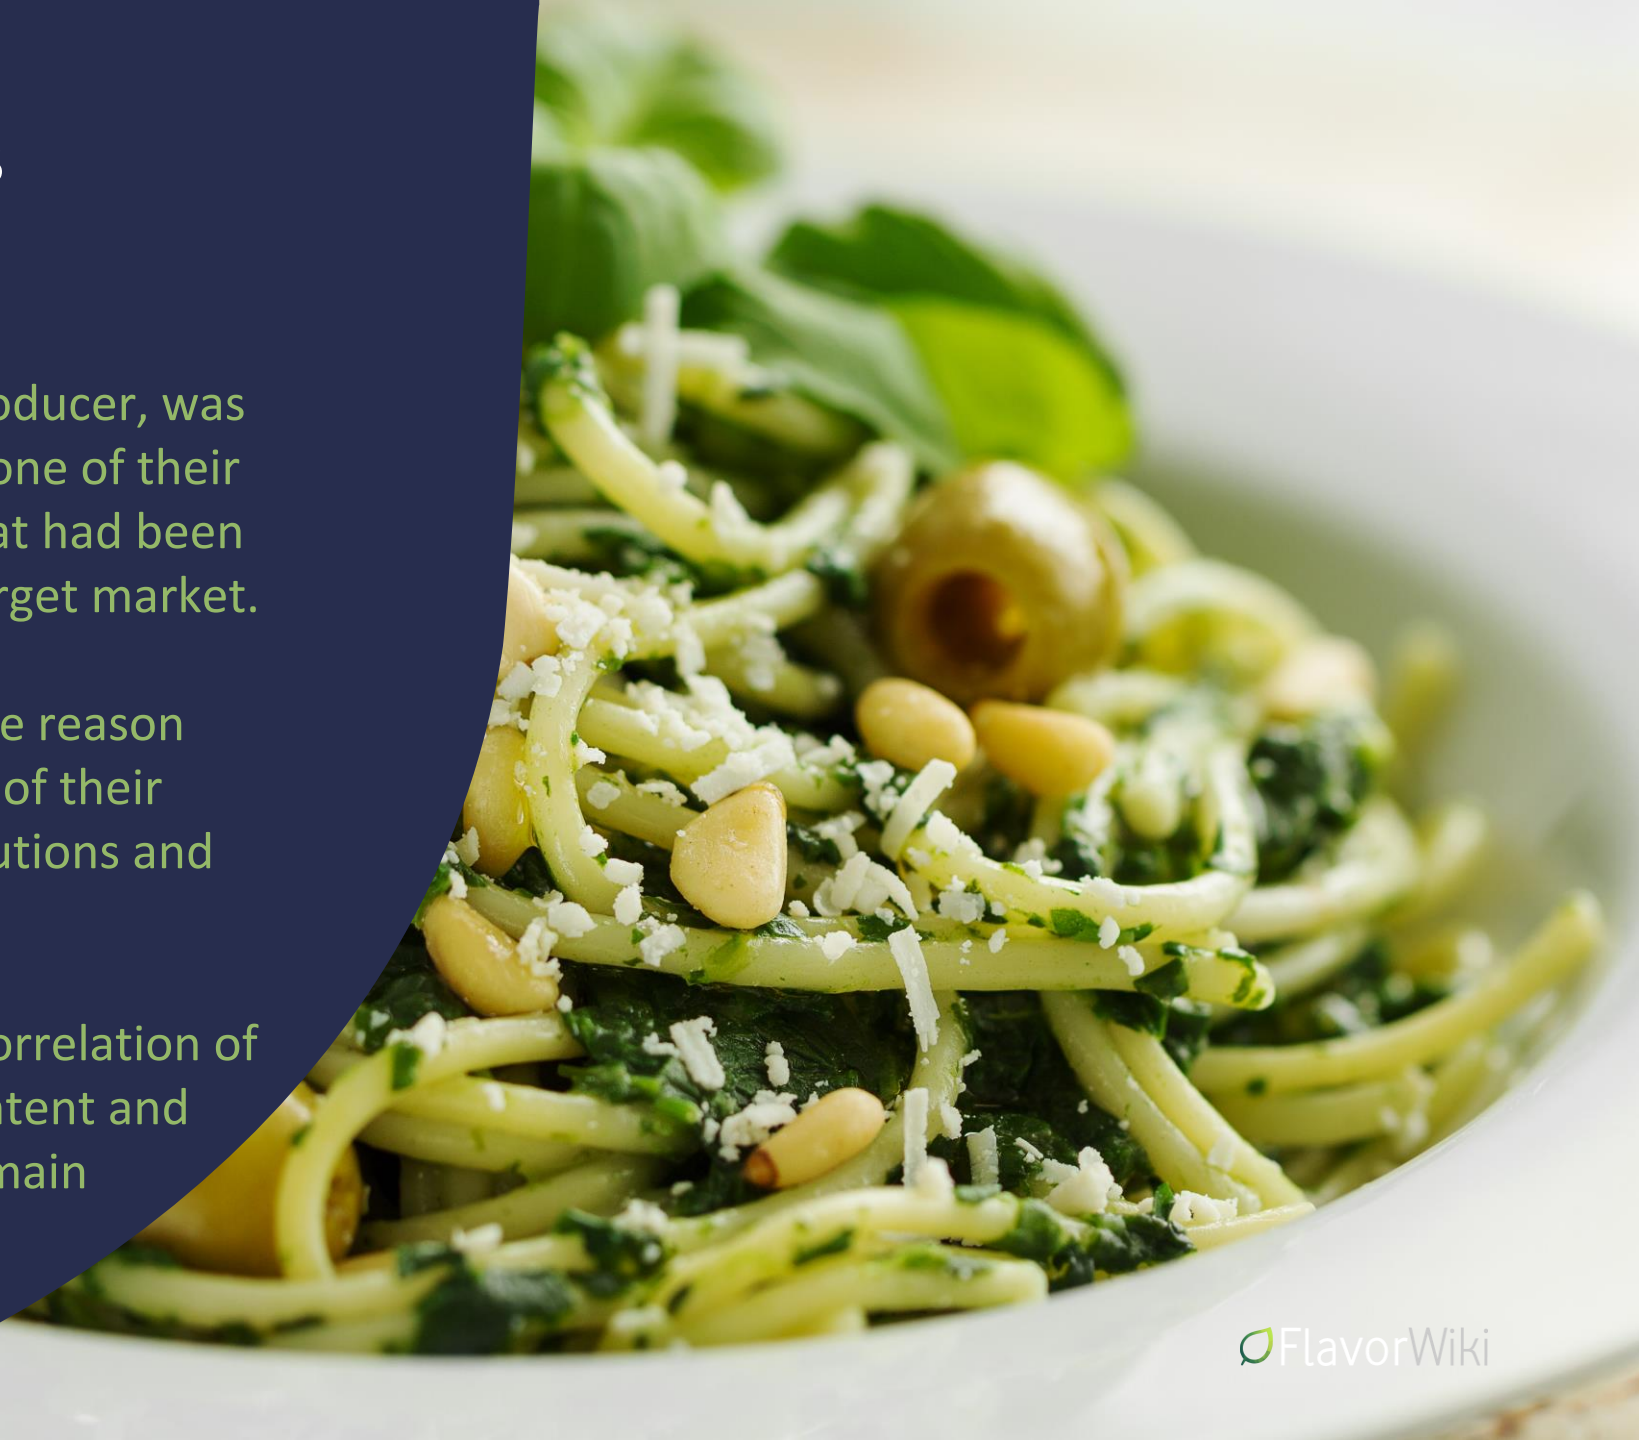 oducer, was
one of their
at had been
rget market.
e reason
of their
utions and
orrelation of
ntent and
main
FlavorWiki